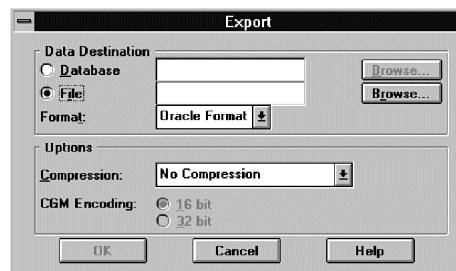 Export
Data Destination
Database
Browse...
File
Browse...
Format: Oracle Format
Options
Compression: No Compression
CGM Encoding: 16 bit
32 bit
OK Cancel Help